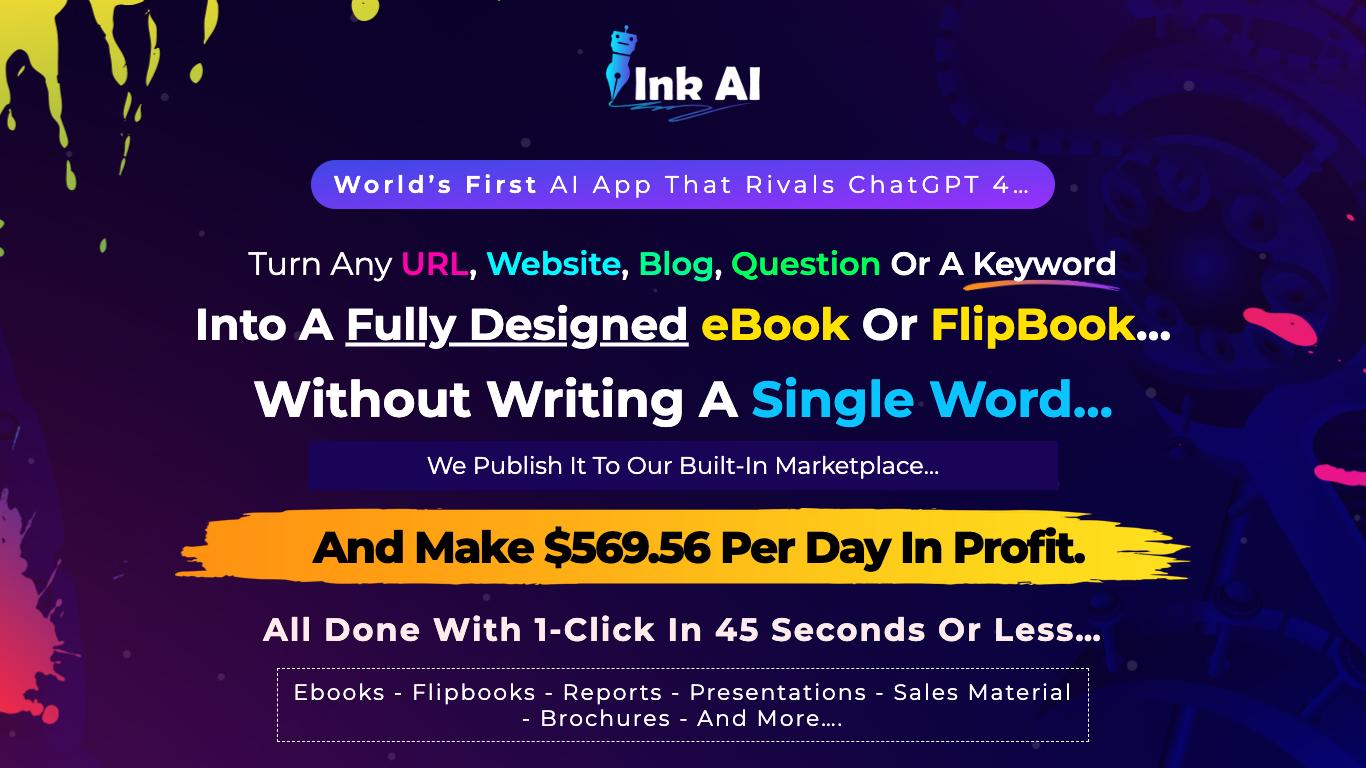 Ink AI
World's First AI App That Rivals ChatGPT 4...
Turn Any URL, Website, Blog, Question Or A Keyword
Into A Fully Designed eBook Or FlipBook...
Without Writing A Single Word...
We Publish It To Our Built-In Marketplace...
And Make $569.56 Per Day In Profit.
All Done With 1-Click In 45 Seconds Or Less...
Ebooks - Flipbooks - Reports - Presentations - Sales Material
- Brochures - And More....